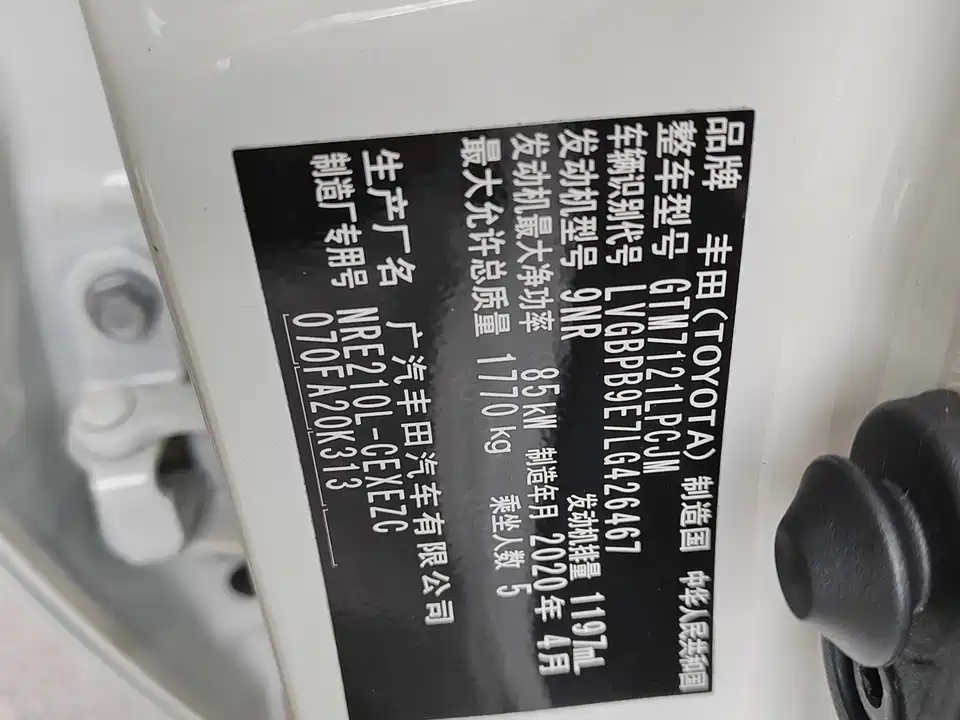 品牌 丰田(TOYOTA) 制造国 中华人民共和国
整车型号 GTM7121LPCJM
车辆识别代号 LVGBPB9E7LG426467
发动机型号 9NR 发动机排量 1197mL
发动机最大净功率 85kW 制造年月 2020年 4月
最大允许总质量 1770kg 乘坐人数 5
生产厂名 广汽丰田汽车有限公司
制造厂专用号 NRE210L-CEXEZC
070FA20K313